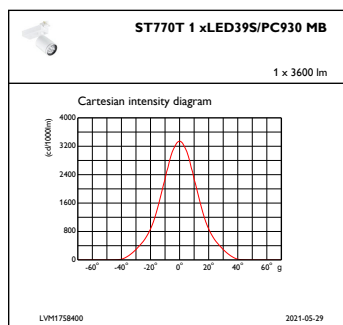 ST770T 1 xLED39S/PC930 MB
1 x 3600 lm
Cartesian intensity diagram
(cd/1000lm)
4000
3200
2400
1600
800
0
-60° -40° -20° 0° 20° 40° 60° g
LVM1758400 2021-05-29